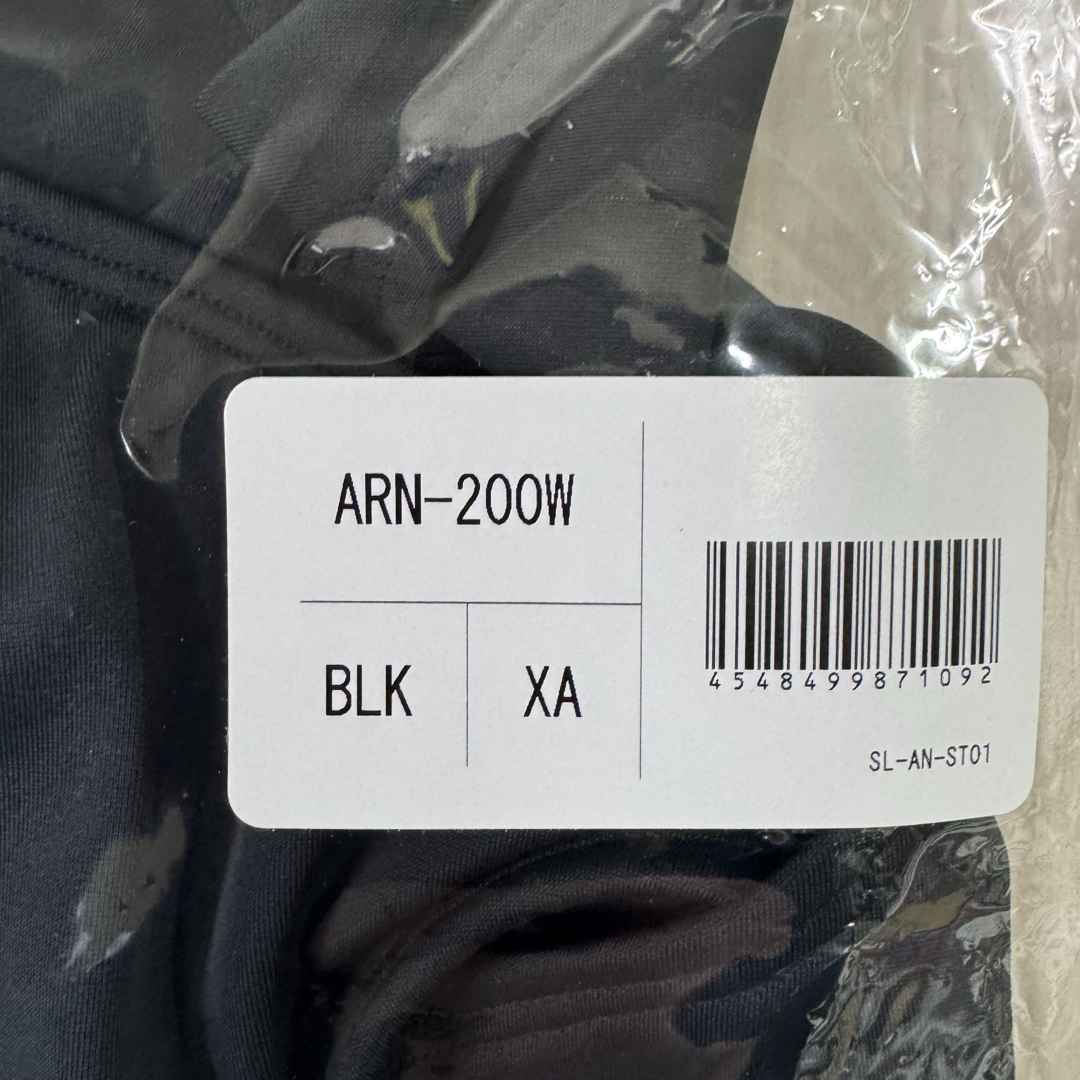 ARN-200W
BLK
XA
4548499871092
SL-AN-ST01